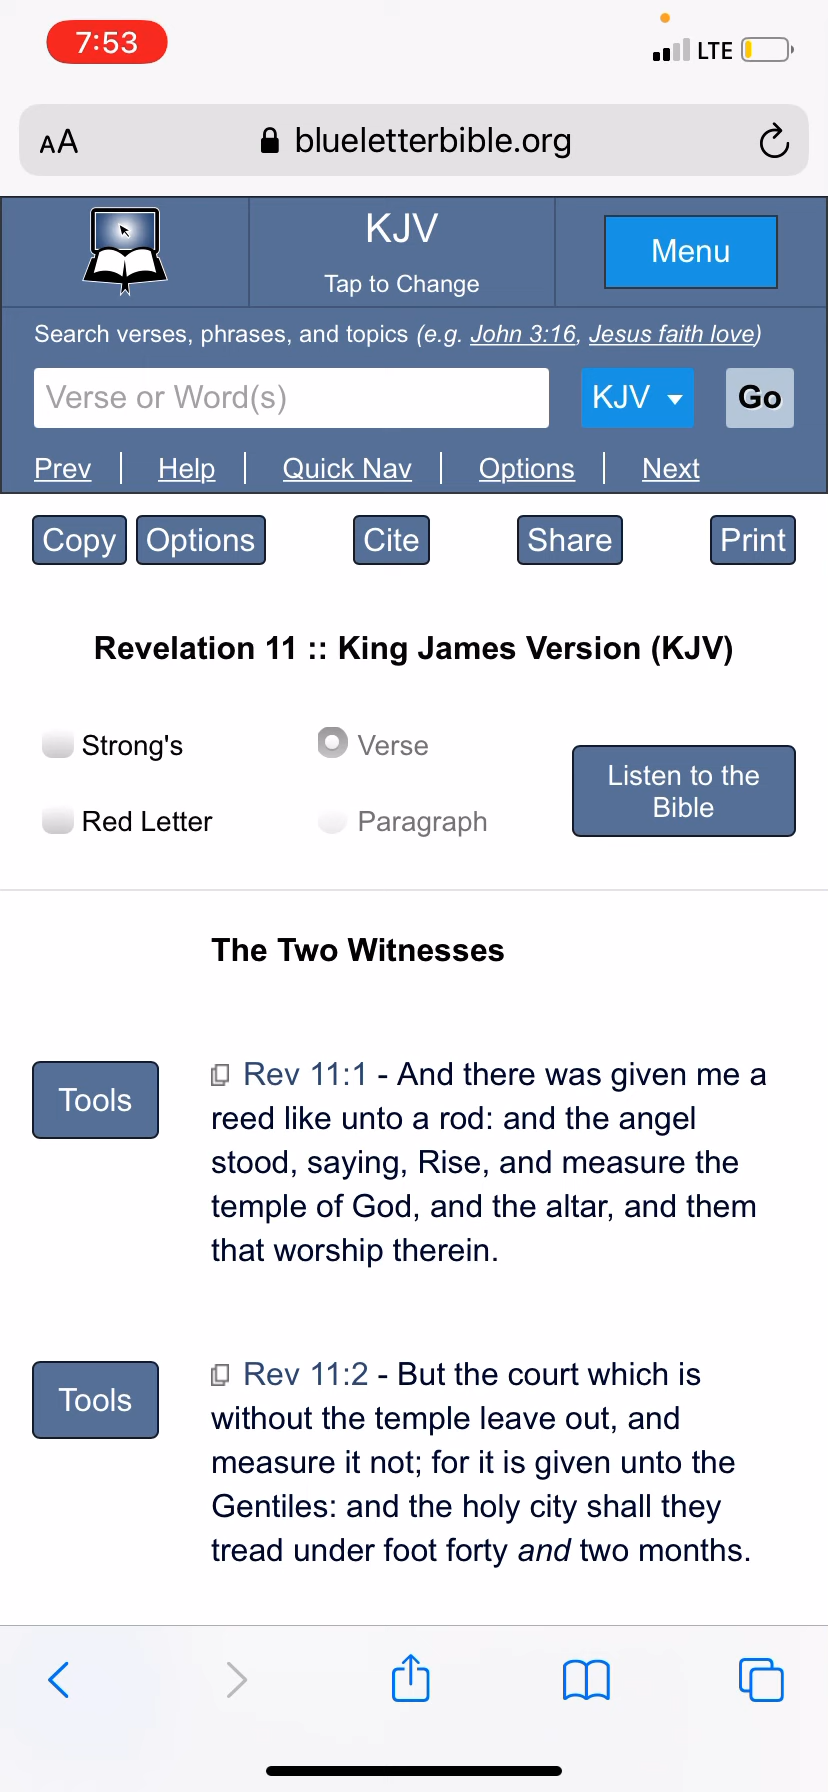 7:53
LTE
AA
blueletterbible.org
KJV
Tap to Change
Menu
Search verses, phrases, and topics (e.g. John 3:16, Jesus faith love)
Verse or Word(s)
KJV
Go
Prev | Help | Quick Nav | Options | Next
Copy Options Cite Share Print
Revelation 11 :: King James Version (KJV)
Strong's
Verse
Listen to the
Bible
Red Letter
Paragraph
The Two Witnesses
Tools
Rev 11:1 - And there was given me a
reed like unto a rod: and the angel
stood, saying, Rise, and measure the
temple of God, and the altar, and them
that worship therein.
Tools
Rev 11:2 - But the court which is
without the temple leave out, and
measure it not; for it is given unto the
Gentiles: and the holy city shall they
tread under foot forty and two months.